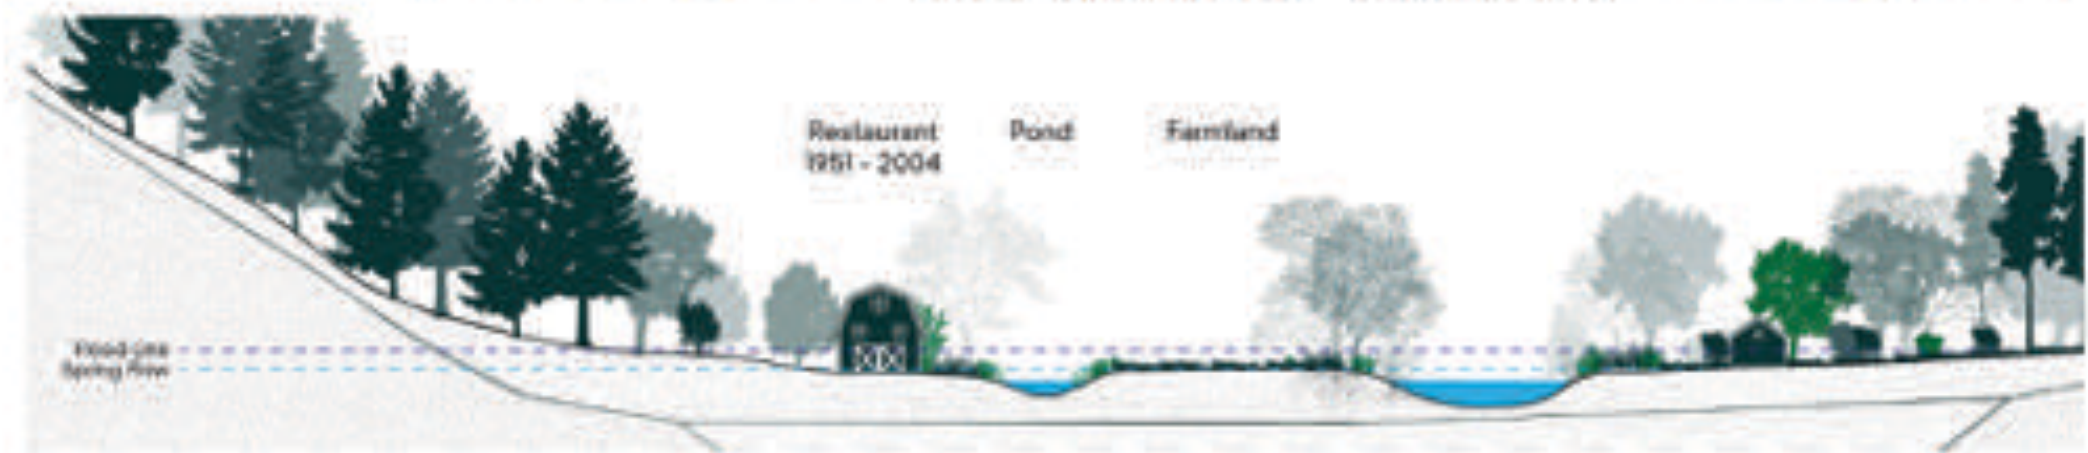 Restaurant
1951 - 2004
Pond
Farmland
Flood Line
Spring Flow